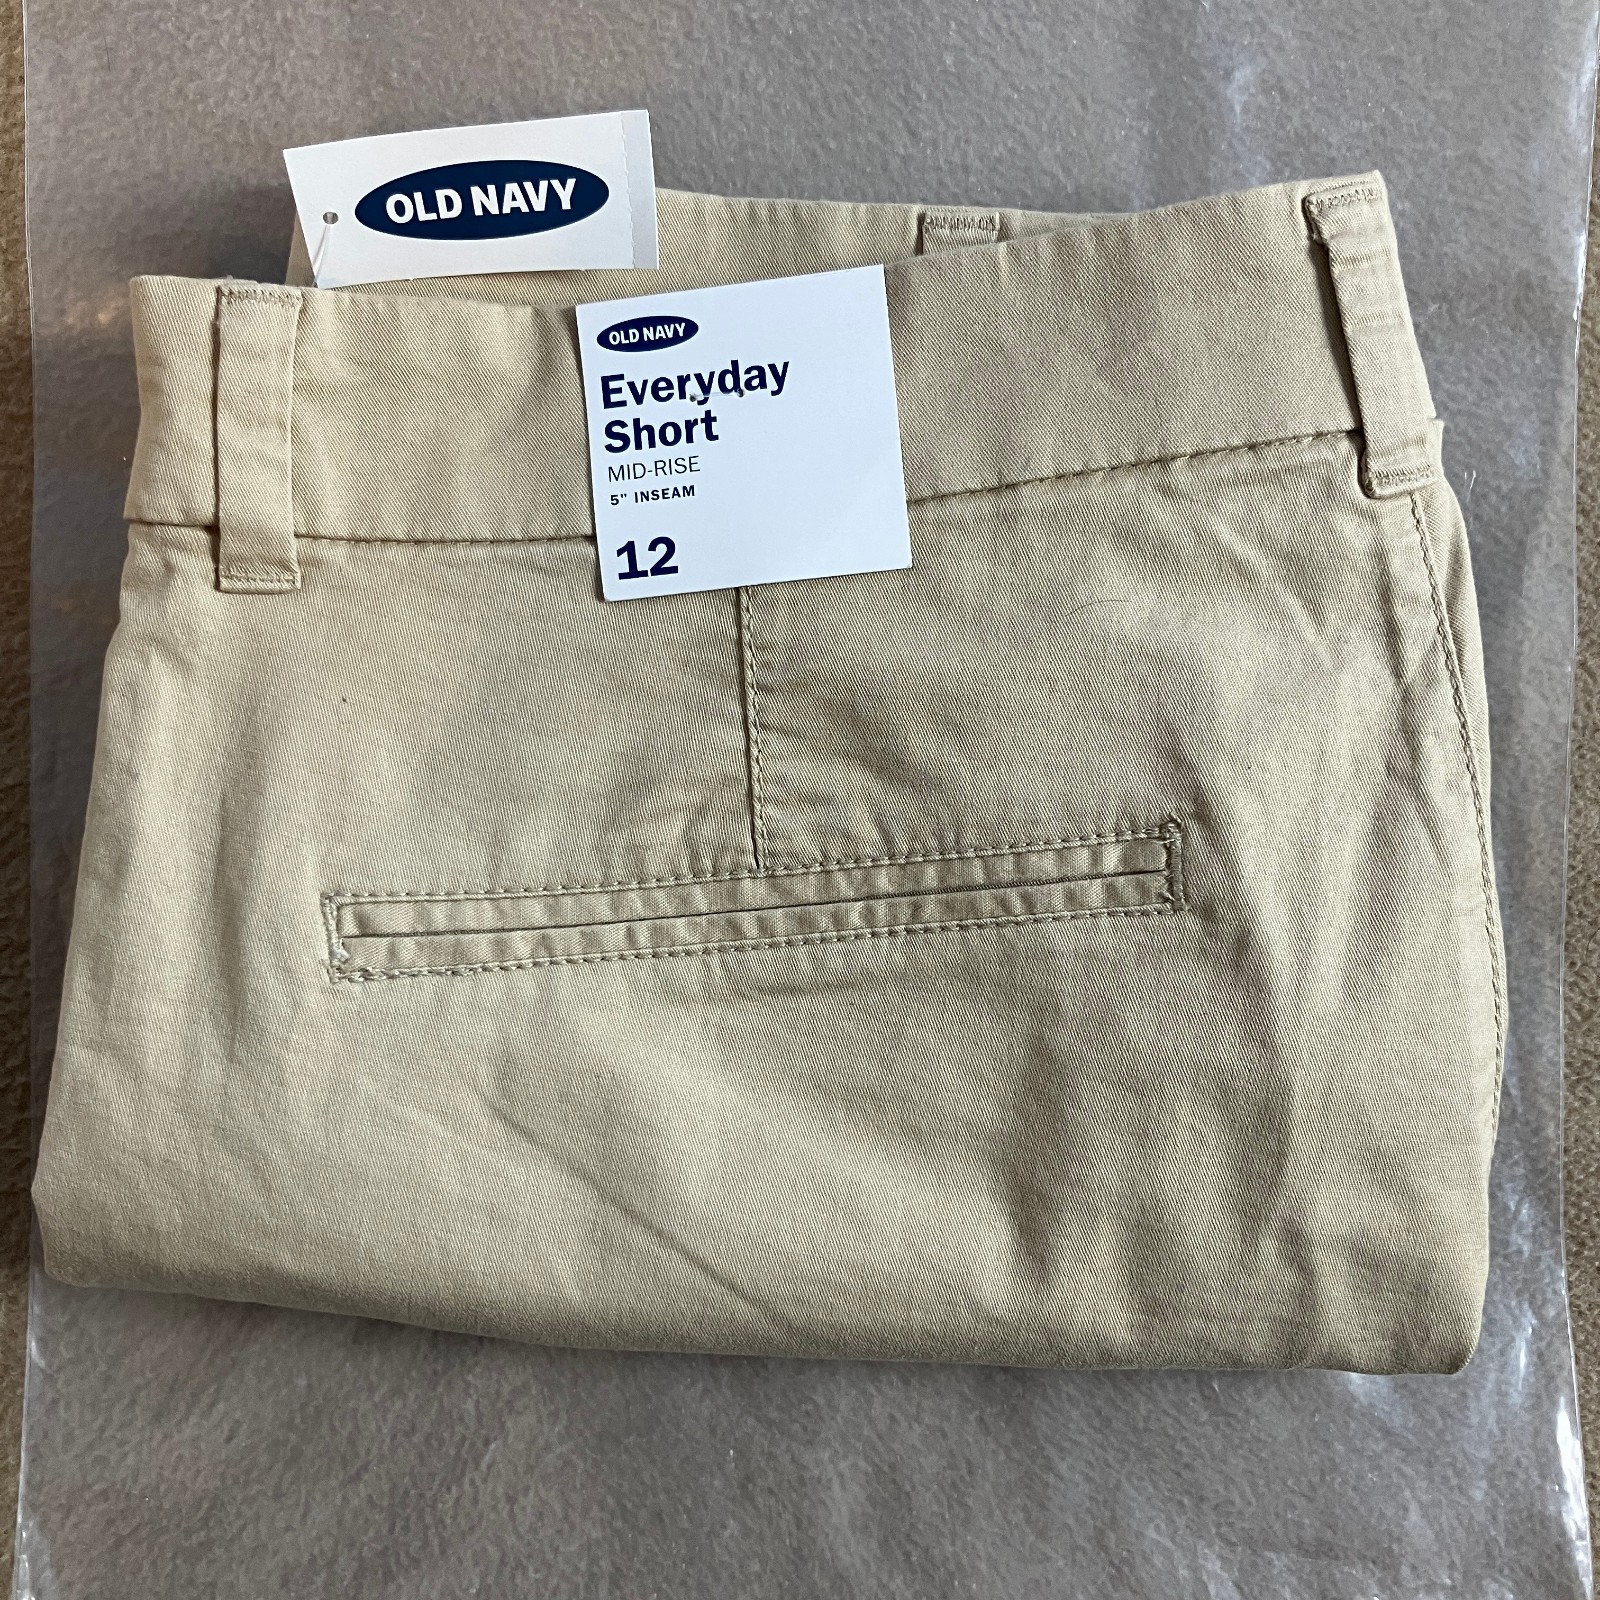 OLD NAVY
OLD NAVY
Everyday
Short
MID-RISE
5" INSEAM
12